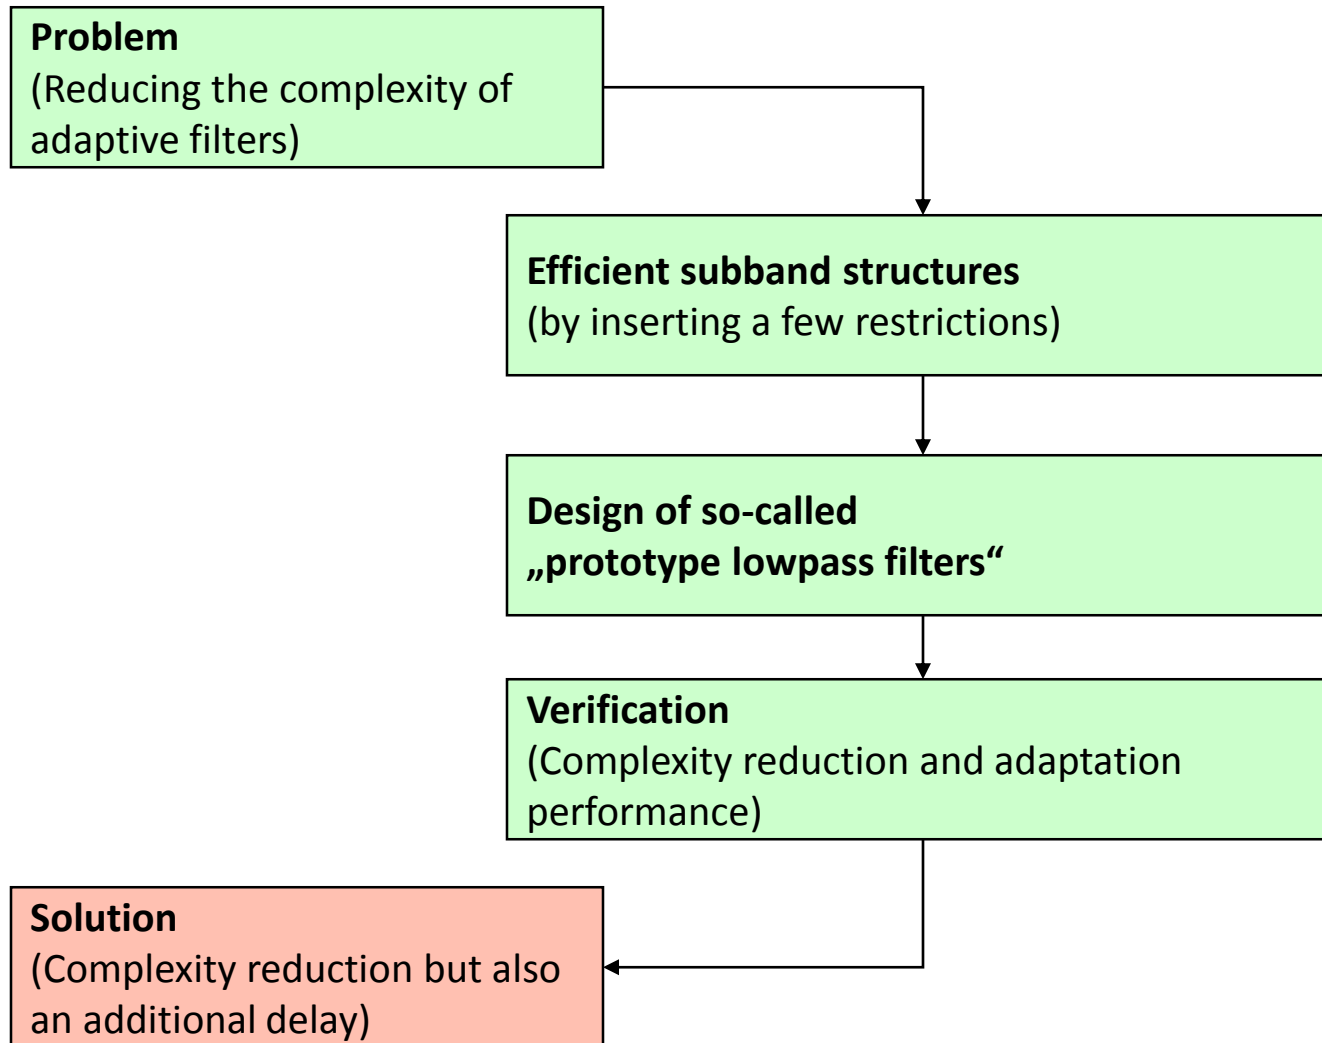 Problem
(Reducing the complexity of
adaptive filters)
Efficient subband structures
(by inserting a few restrictions)
Design of so-called
„prototype lowpass filters“
Verification
(Complexity reduction and adaptation
performance)
Solution
(Complexity reduction but also
an additional delay)